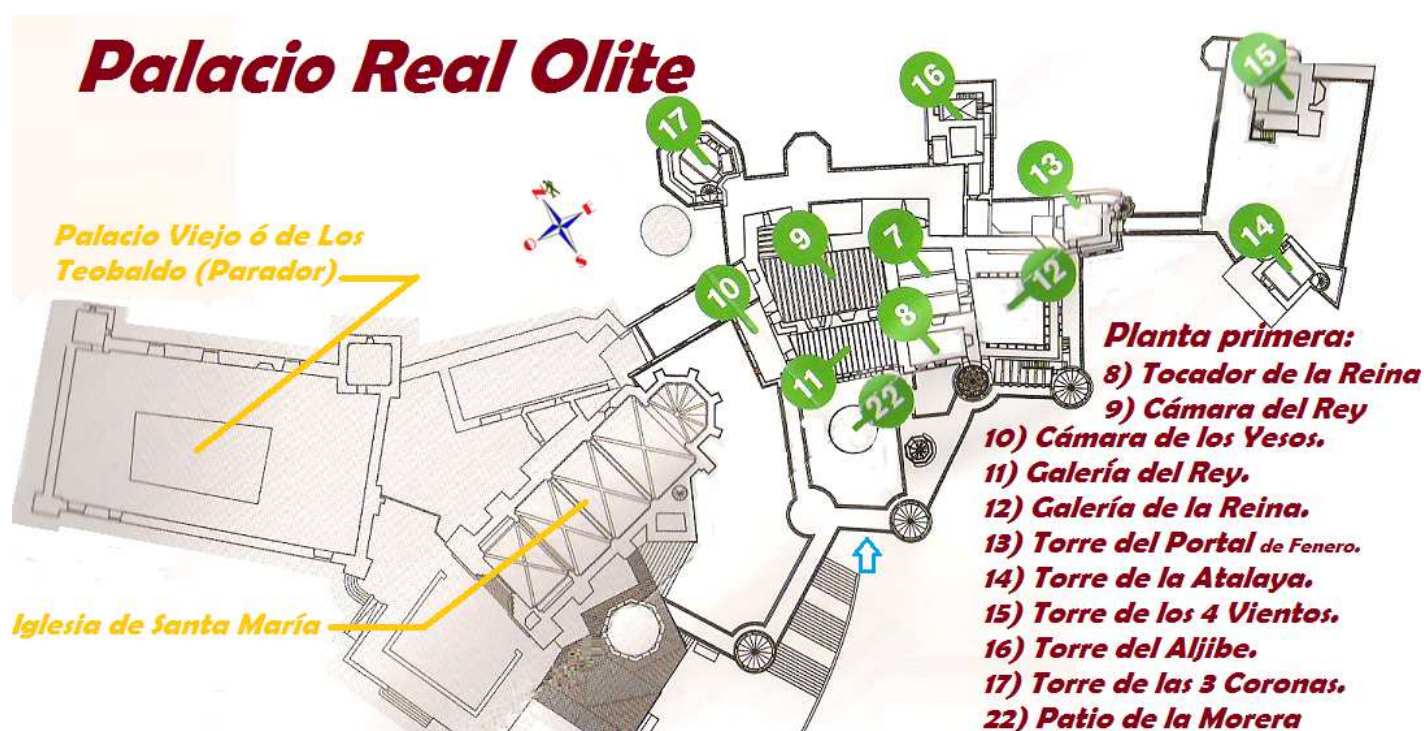 Palacio Real Olite
16
15
17
13
Palacio Viejo ó de Los
Teobaldo (Parador)
9
7
14
12
10
8
11
22
Planta primera:
8) Tocador de la Reina
9) Cámara del Rey
10) Cámara de los Yesos.
11) Galería del Rey.
12) Galería de la Reina.
13) Torre del Portal de Fenero.
14) Torre de la Atalaya.
15) Torre de los 4 Vientos.
16) Torre del Aljibe.
17) Torre de las 3 Coronas.
22) Patio de la Morera
Iglesia de Santa María